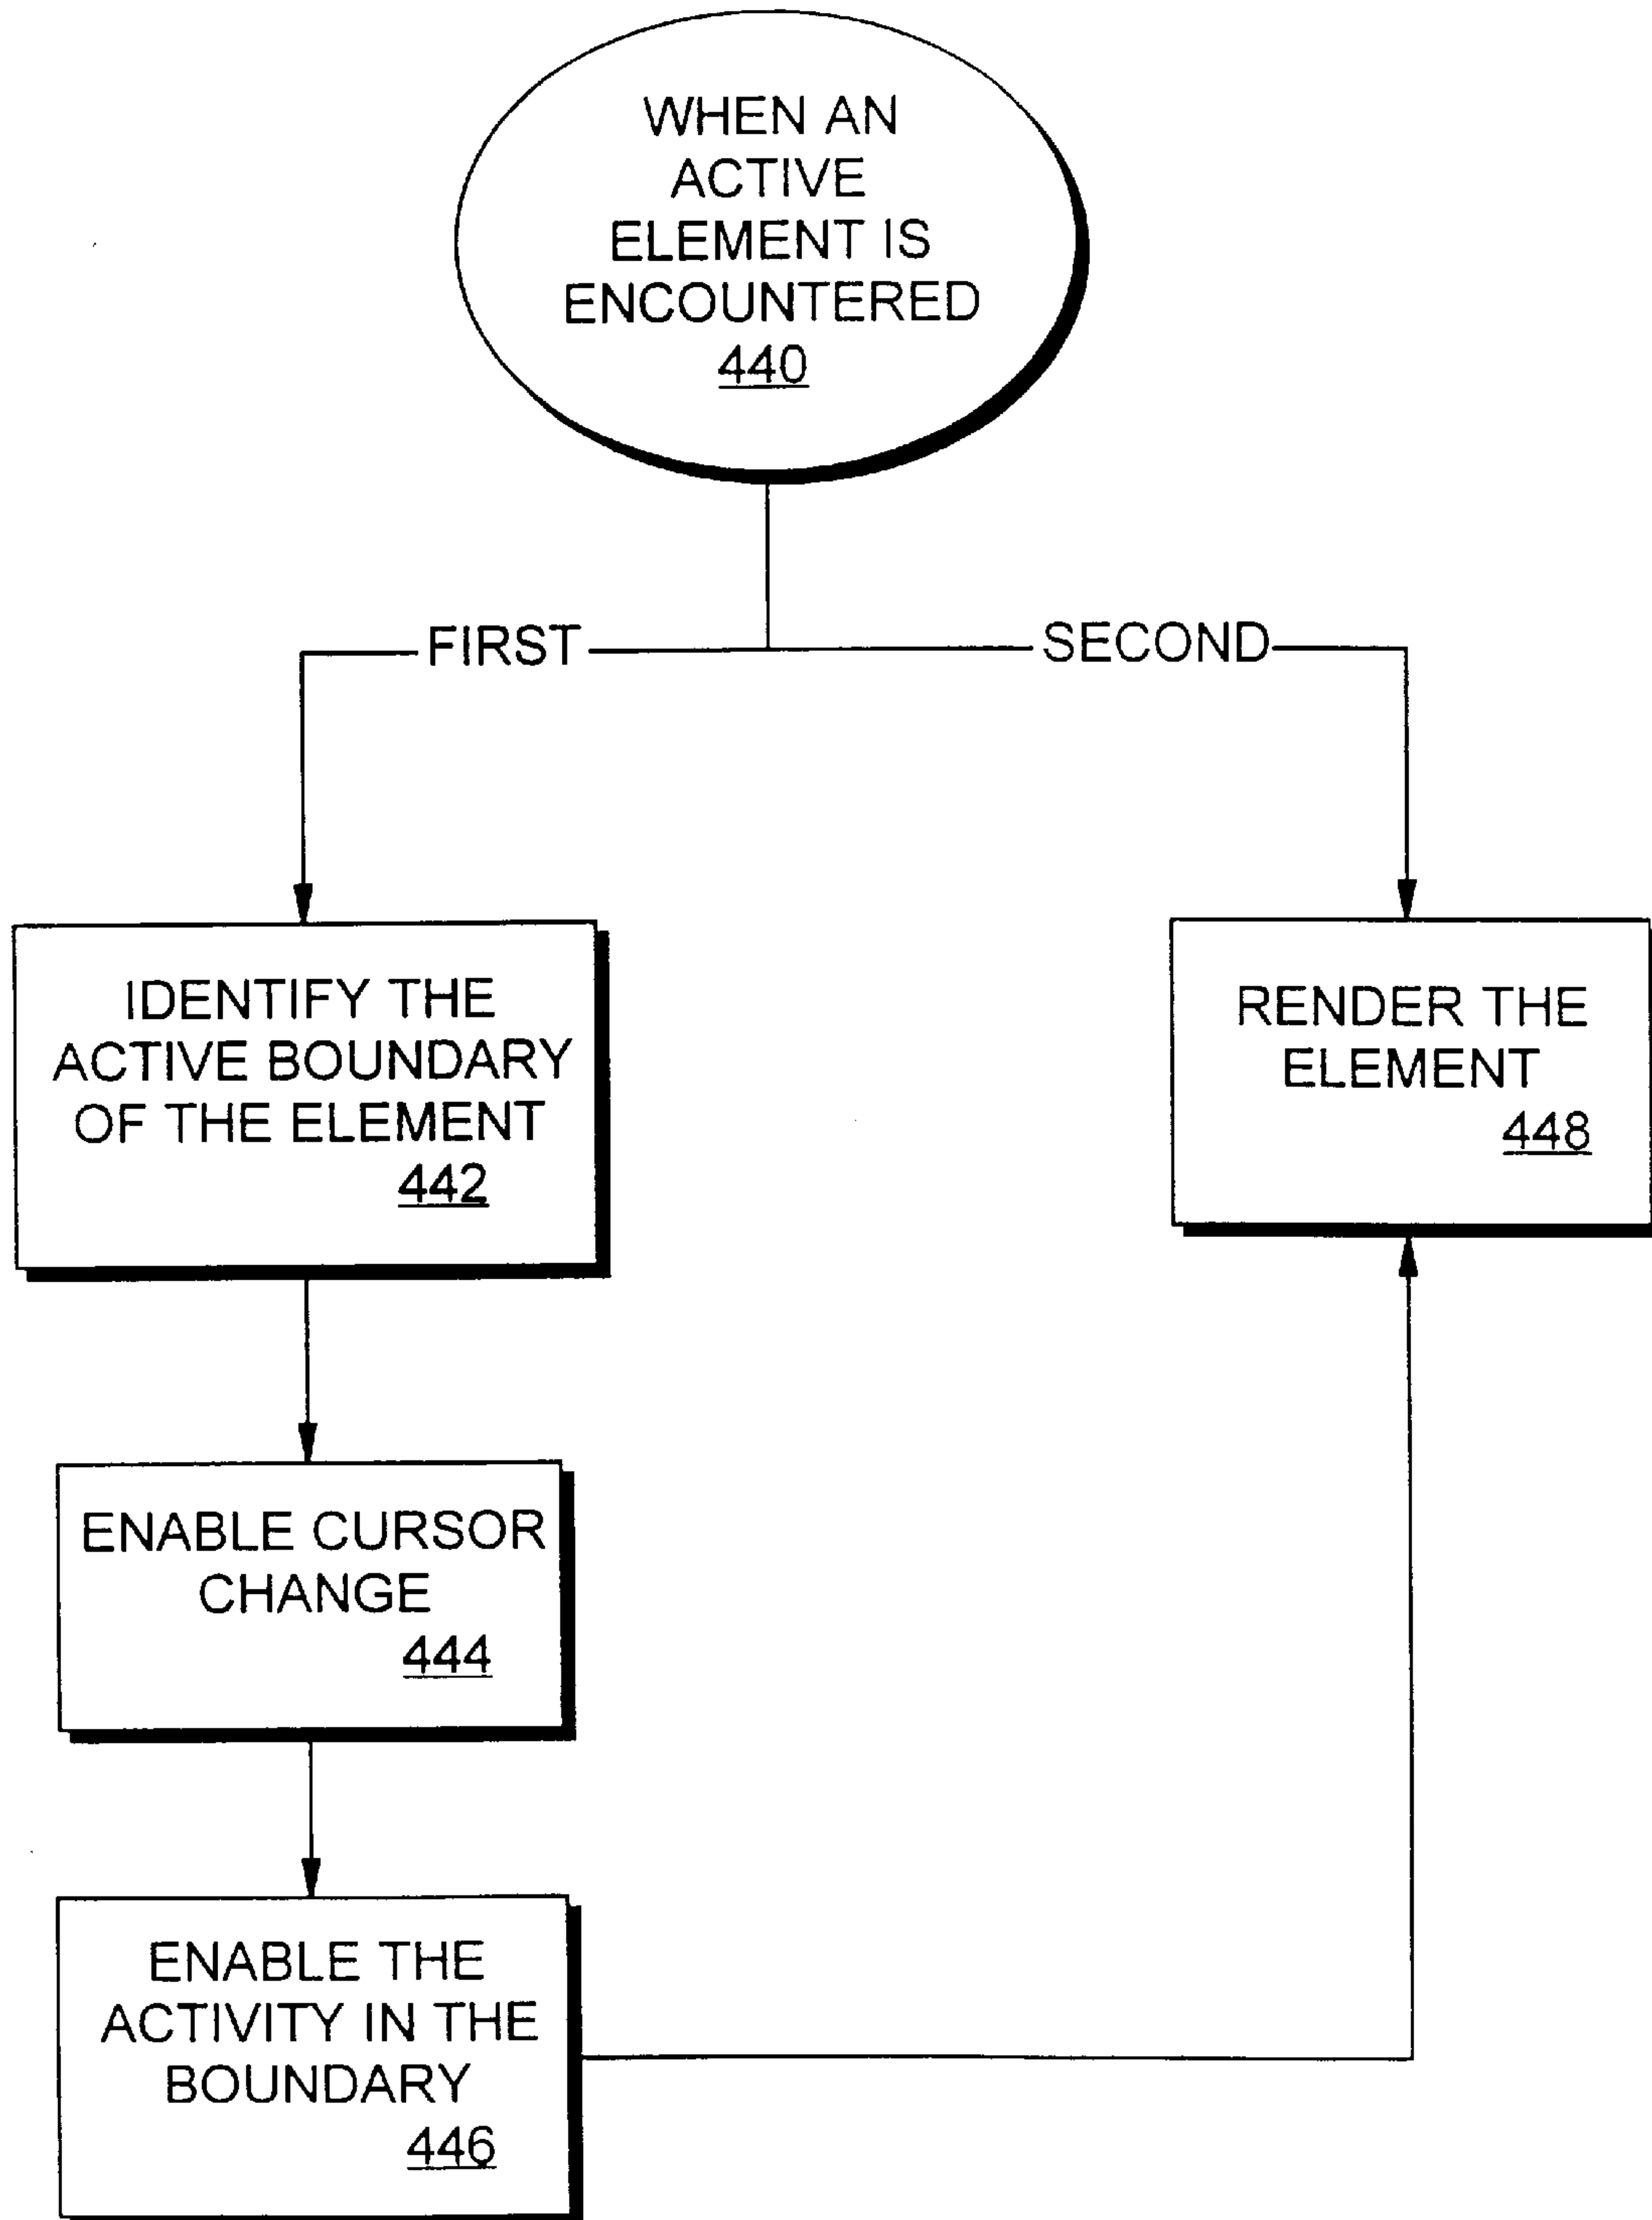 WHEN AN
ACTIVE
ELEMENT IS
ENCOUNTERED
440
FIRST
SECOND
IDENTIFY THE
ACTIVE BOUNDARY
OF THE ELEMENT
442
RENDER THE
ELEMENT
448
ENABLE CURSOR
CHANGE
444
ENABLE THE
ACTIVITY IN THE
BOUNDARY
446